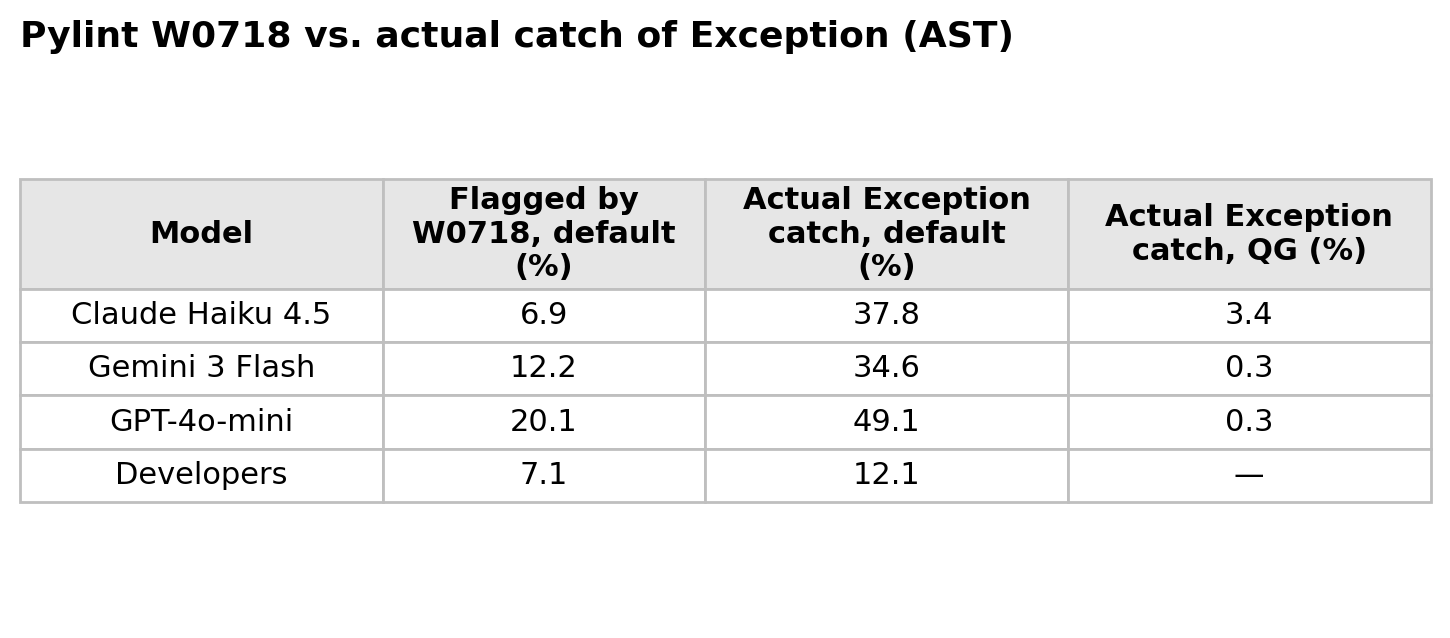 Pylint W0718 vs. actual catch of Exception (AST)
Model
Flagged by
W0718, default
(%)
Actual Exception
catch, default
(%)
Actual Exception
catch, QG (%)
Claude Haiku 4.5 6.9 37.8 3.4
Gemini 3 Flash 12.2 34.6 0.3
GPT-4o-mini 20.1 49.1 0.3
Developers 7.1 12.1 —